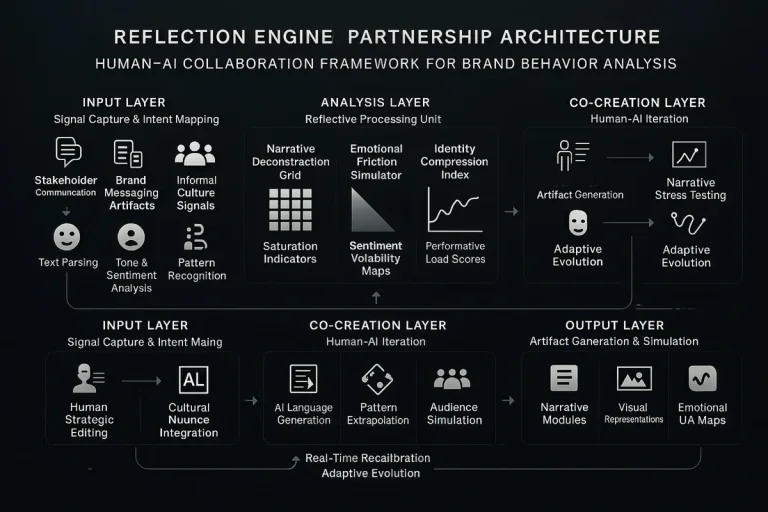 REFLECTION ENGINE PARTNERSHIP ARCHITECTURE
HUMAN–AI COLLABORATION FRAMEWORK FOR BRAND BEHAVIOR ANALYSIS
INPUT LAYER
Signal Capture & Intent Mapping
Stakeholder
Communcation
Brand
Messaging
Artifacts
Informal
Culture
Signals
Text Parsing
Tone &
Sentiment
Analysis
Pattern
Recognition
ANALYSIS LAYER
Reflective Processing Unit
Narrative
Deconstraction
Grid
Emotional
Friction
Simulator
Identity
Compression
Index
Saturation
Indicators
Sentiment
Volability
Maps
Performative
Load Scores
CO-CREATION LAYER
Human-AI Iteration
Artifact Generation
Narrative
Stress Testing
Adaptive
Evolution
Adaptive
Evolution
INPUT LAYER
Signal Capture & Intent Maing
Human
Strategic
Editing
AL
Cultural
Nuunce
Integration
CO-CREATION LAYER
Human-AI Iteration
AI Language
Generation
Pattern
Extrapolation
Audience
Simulation
OUTPUT LAYER
Artifact Ganeration & Simulation
Narrative
Modules
Visual
Representations
Emotional
UA Maps
Real-Time Recailbration
Adaptive Evolution